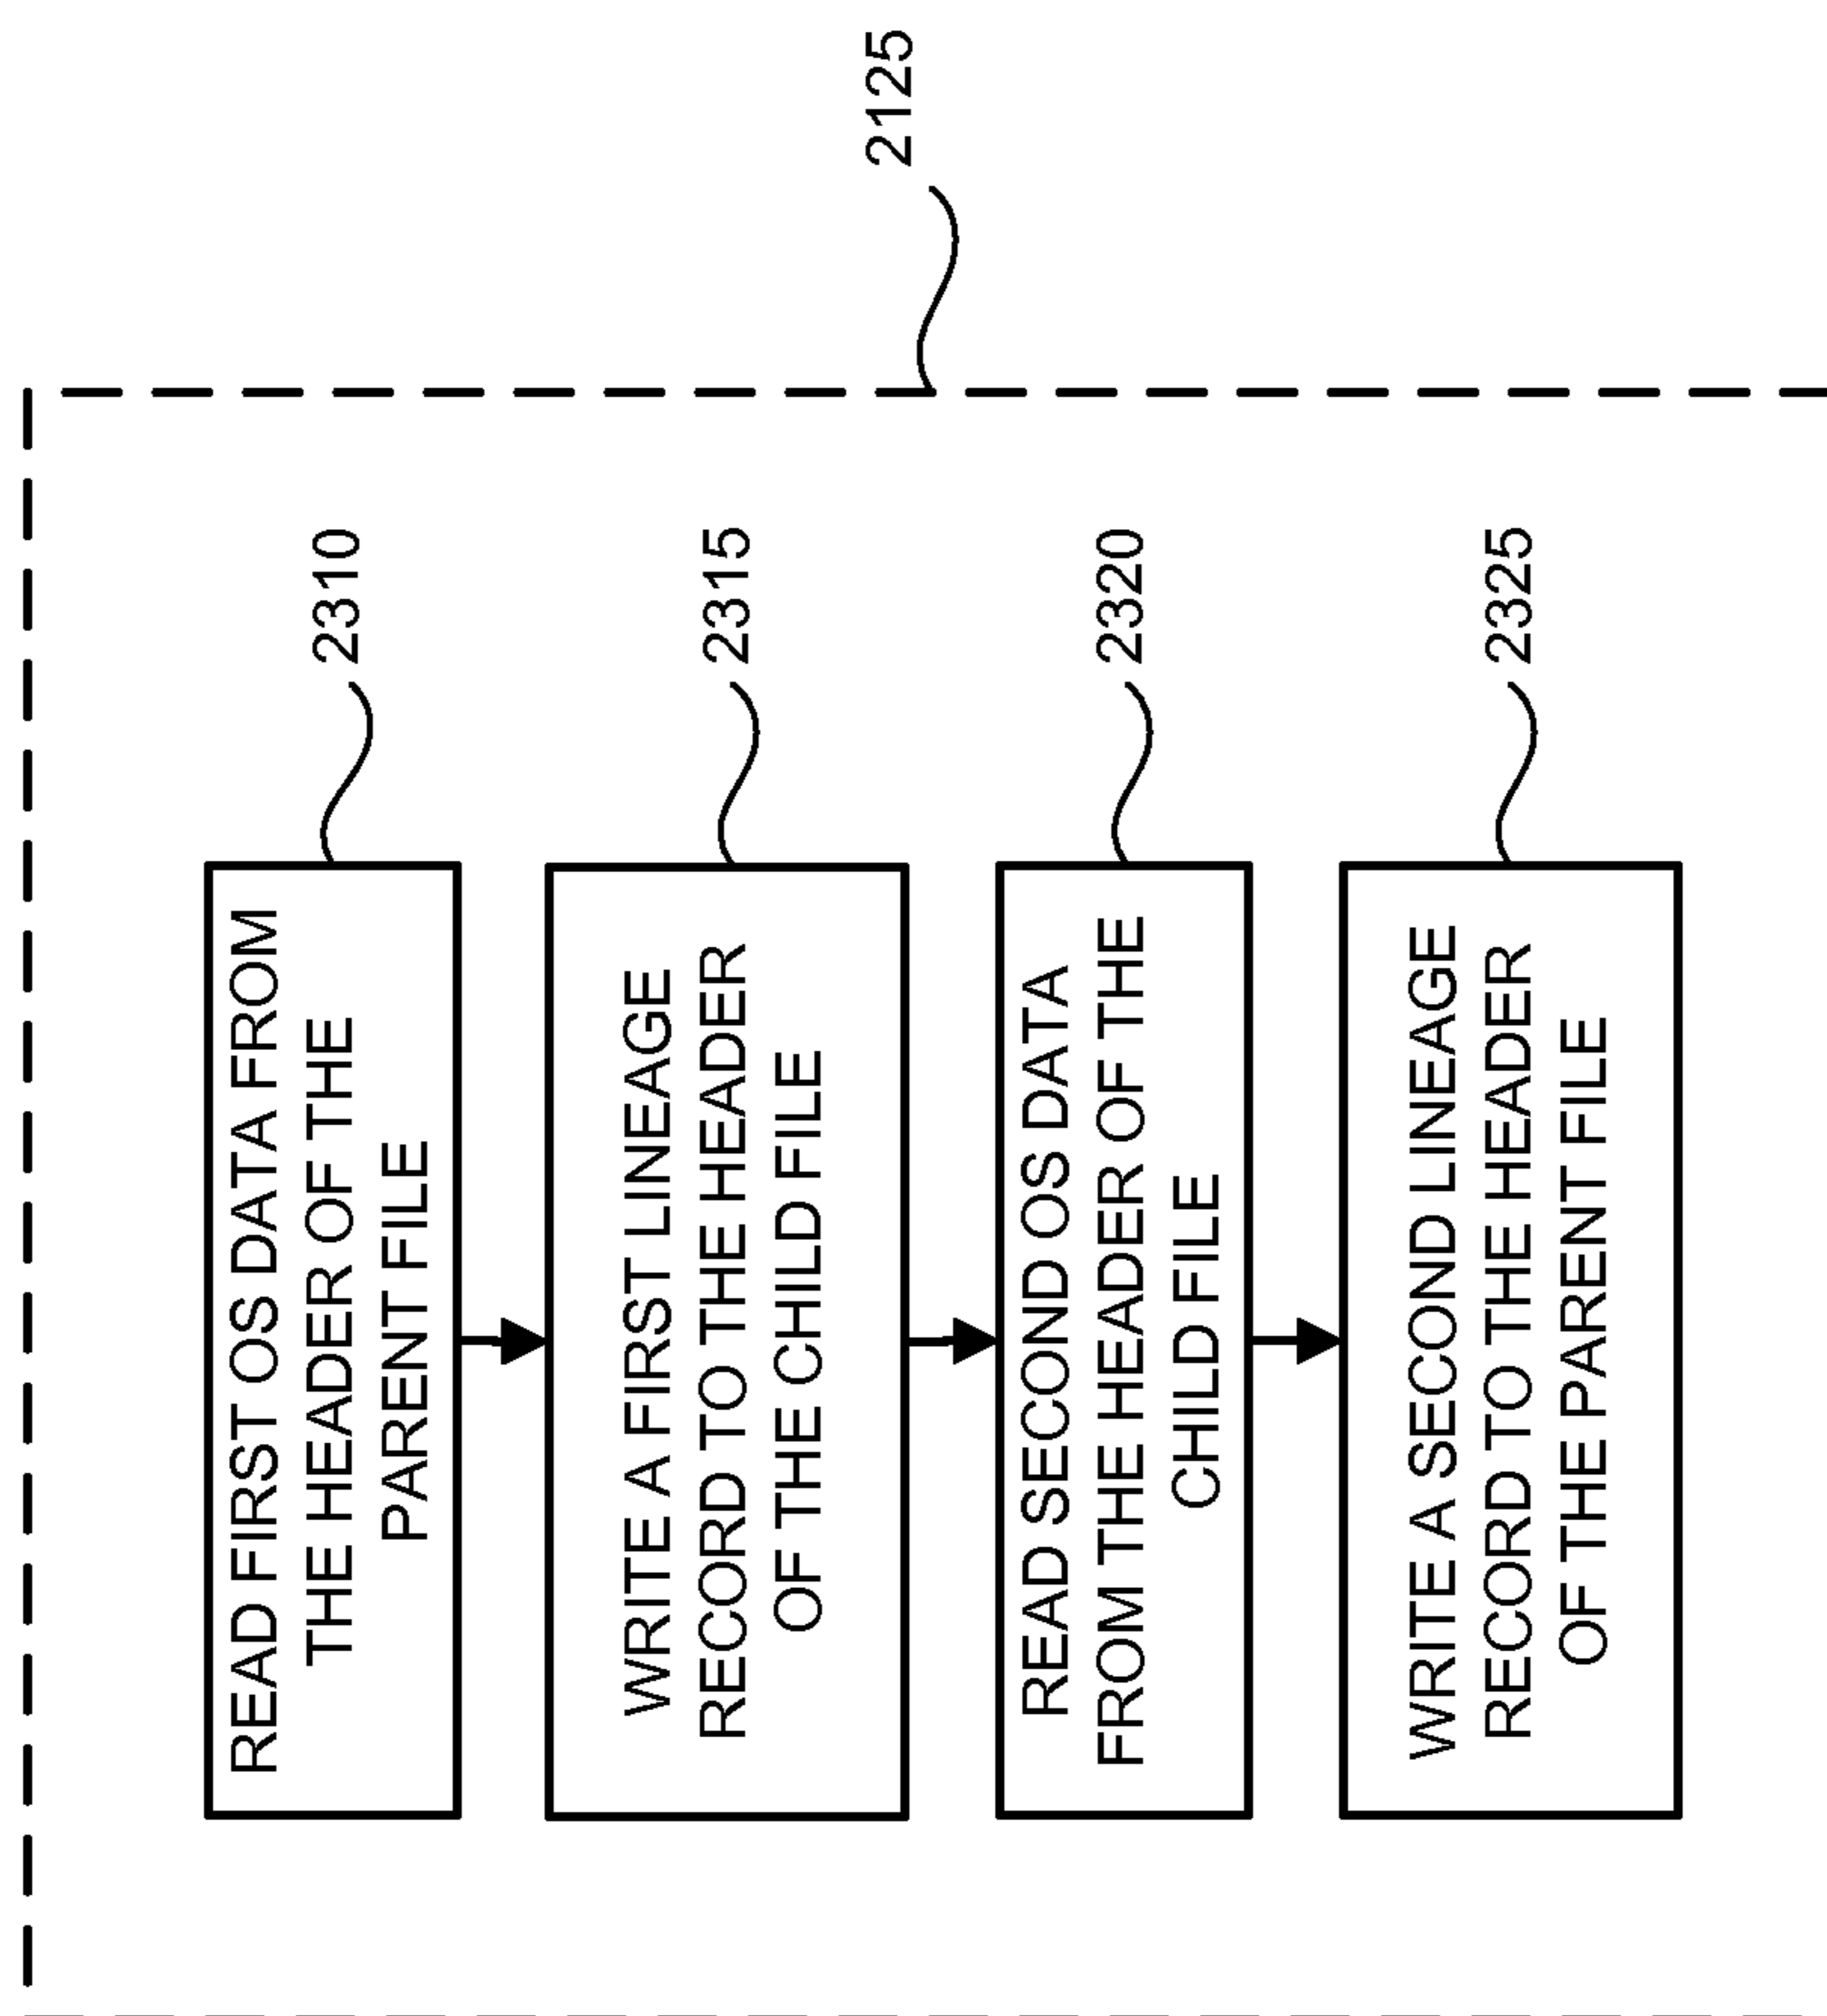 2125
READ FIRST OS DATA FROM
THE HEADER OF THE
PARENT FILE
2310
WRITE A FIRST LINEAGE
RECORD TO THE HEADER
OF THE CHILD FILE
2315
READ SECOND OS DATA
FROM THE HEADER OF THE
CHILD FILE
2320
WRITE A SECOND LINEAGE
RECORD TO THE HEADER
OF THE PARENT FILE
2325